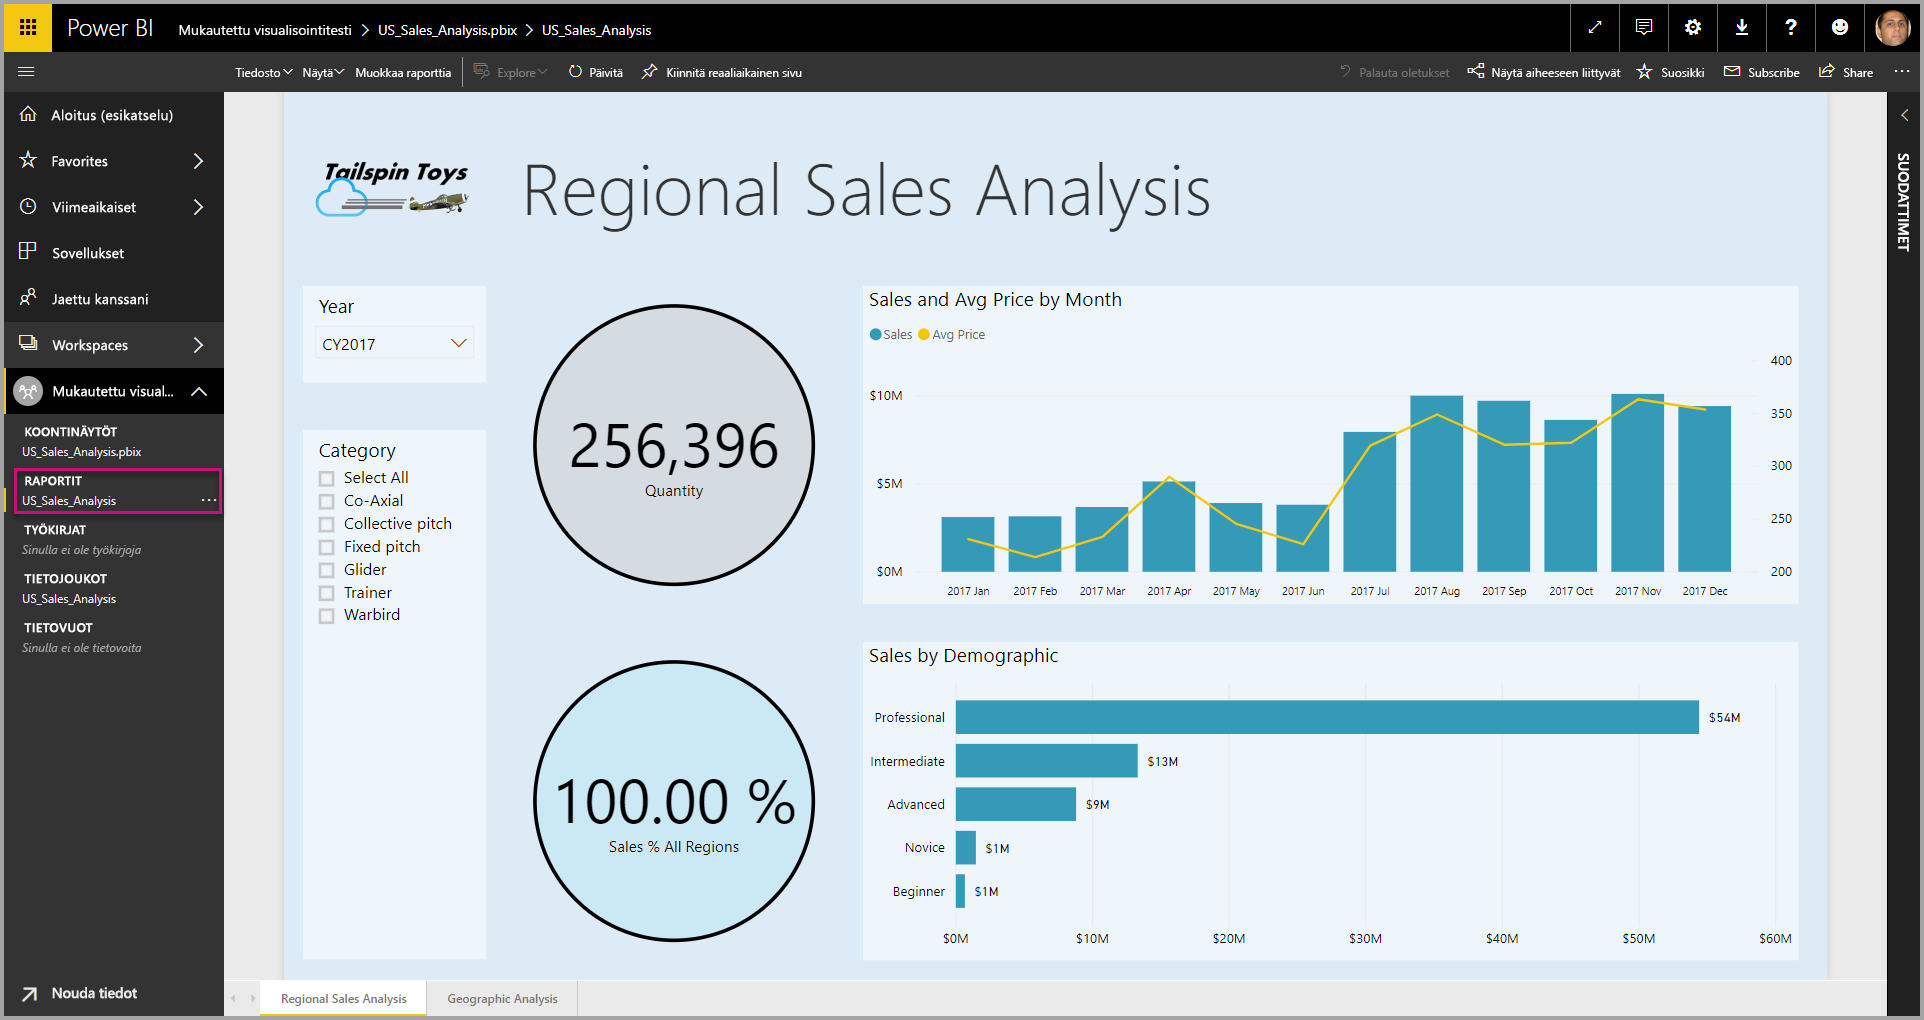 Power BI
Mukautettu visualisointitesti > US_Sales_Analysis.pbix > US_Sales_Analysis
Tiedosto Näytä Muokkaa raporttia Explore Päivitä Kiinnitä reaaliaikainen sivu Palauta oletukset Näytä aiheeseen liittyvät Suosikki Subscribe Share ...
Aloitus (esikatselu)
Favorites
Viimeaikaiset
Sovellukset
Jaettu kanssani
Workspaces
Mukautettu visual...
KOONTINÄYTÖT
US_Sales_Analysis.pbix
RAPORTIT
US_Sales_Analysis ...
TYÖKIRJAT
Sinulla ei ole työkirjoja
TIETOJOUKOT
US_Sales_Analysis
TIETOVUOT
Sinulla ei ole tietovoita
Nouda tiedot
Tailspin Toys
Regional Sales Analysis
Year
CY2017
Category
Select All
Co-Axial
Collective pitch
Fixed pitch
Glider
Trainer
Warbird
256,396
Quantity
100.00 %
Sales % All Regions
Sales and Avg Price by Month
Sales Avg Price
400
$10M
350
300
$5M
250
$0M
200
2017 Jan 2017 Feb 2017 Mar 2017 Apr 2017 May 2017 Jun 2017 Jul 2017 Aug 2017 Sep 2017 Oct 2017 Nov 2017 Dec
Sales by Demographic
Professional $54M
Intermediate $13M
Advanced $9M
Novice $1M
Beginner $1M
$0M $10M $20M $30M $40M $50M $60M
SUODATTIMET
Regional Sales Analysis Geographic Analysis